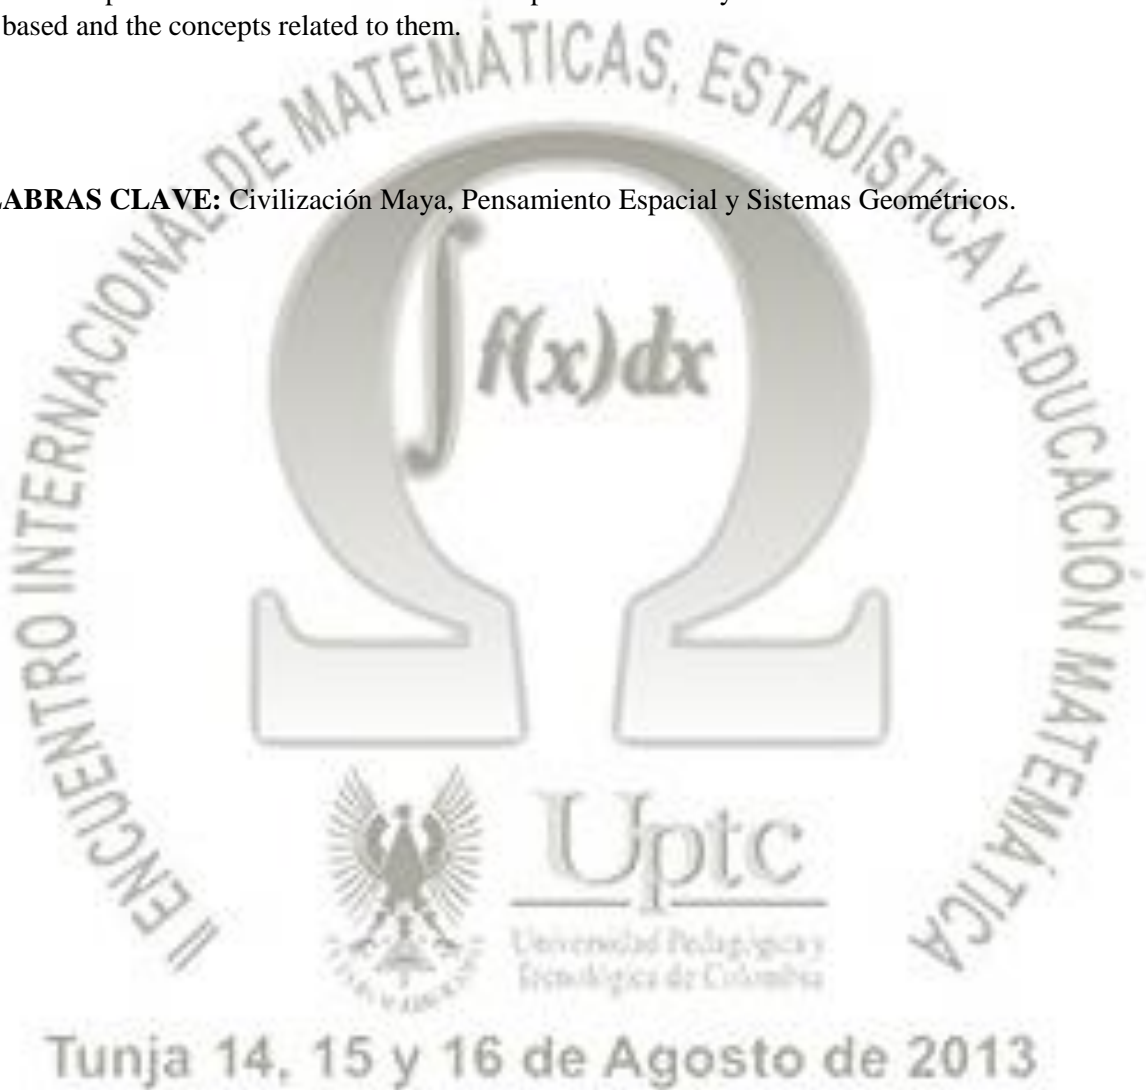 based and the concepts related to them.
LABRAS CLAVE: Civilización Maya, Pensamiento Espacial y Sistemas Geométricos.
II ENCUENTRO INTERNACIONAL DE MATEMÁTICAS, ESTADÍSTICA Y EDUCACIÓN MATEMÁTICA
∫ f(x)dx
Uptc
Universidad Pedagógica y
Tecnológica de Colombia
Tunja 14, 15 y 16 de Agosto de 2013